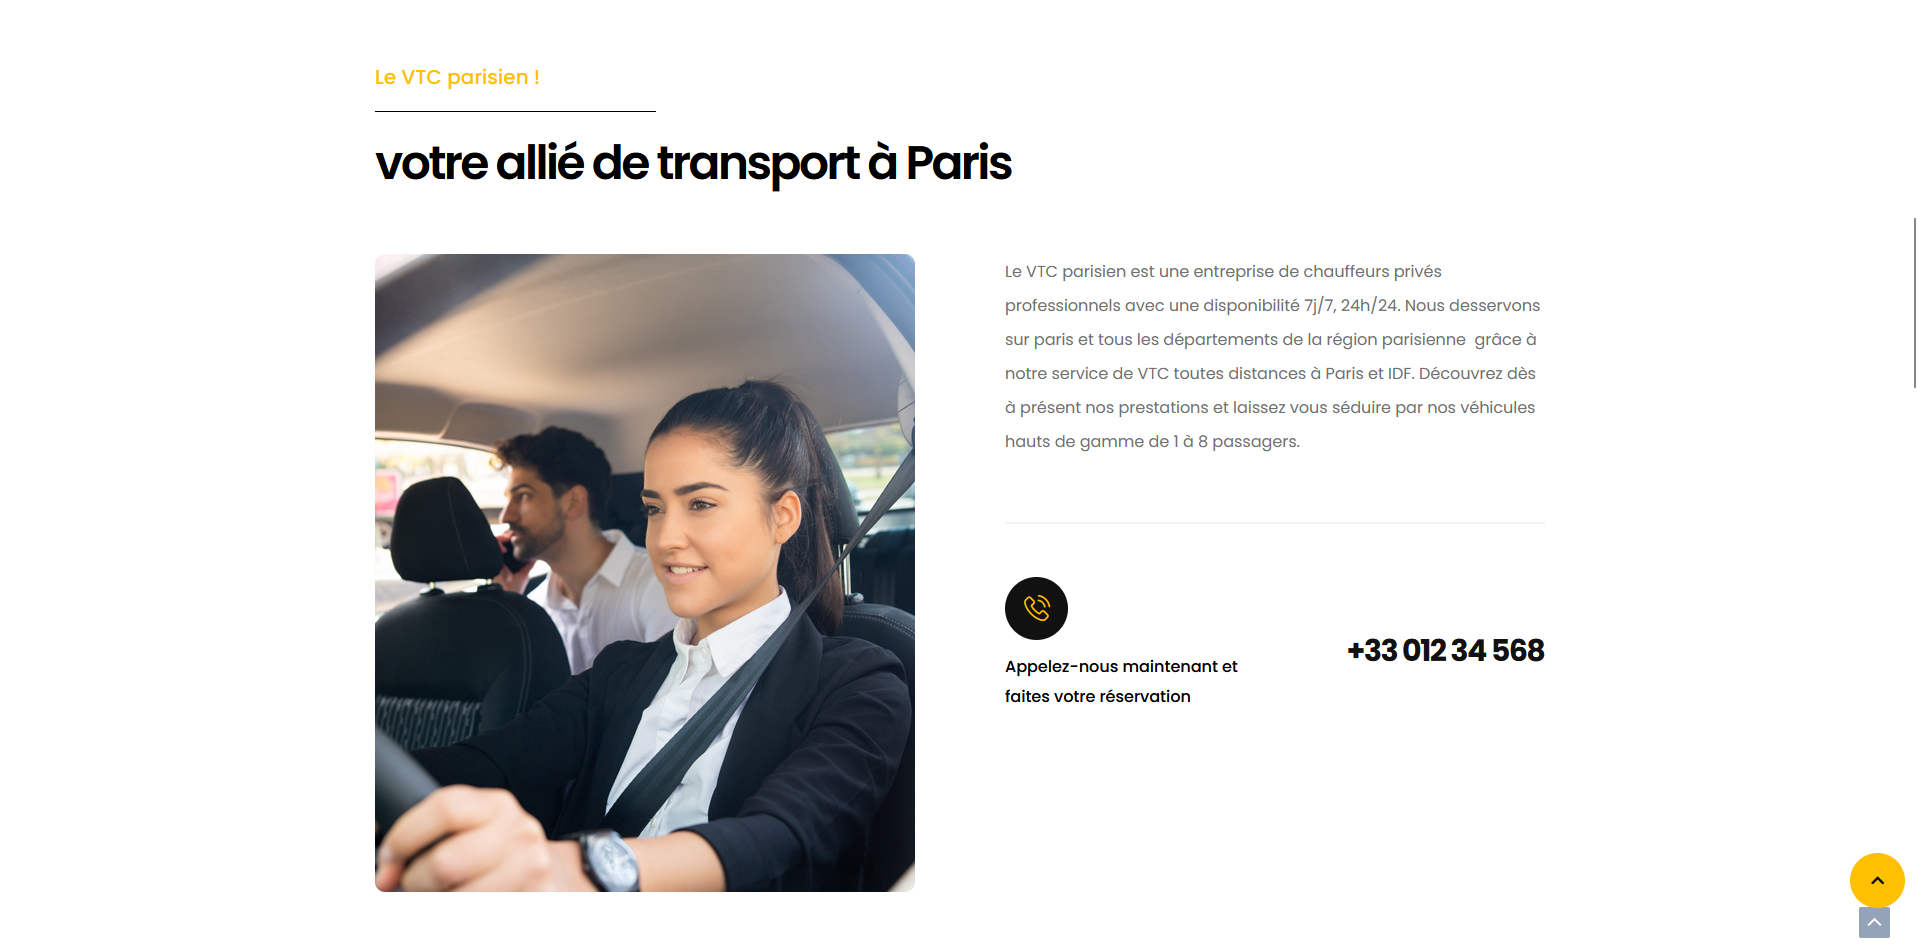 Le VTC parisien !
votre allié de transport à Paris
Le VTC parisien est une entreprise de chauffeurs privés
professionnels avec une disponibilité 7j/7, 24h/24. Nous desservons
sur paris et tous les départements de la région parisienne  grâce à
notre service de VTC toutes distances à Paris et IDF. Découvrez dès
à présent nos prestations et laissez vous séduire par nos véhicules
hauts de gamme de 1 à 8 passagers.
Appelez-nous maintenant et
faites votre réservation
+33 012 34 568